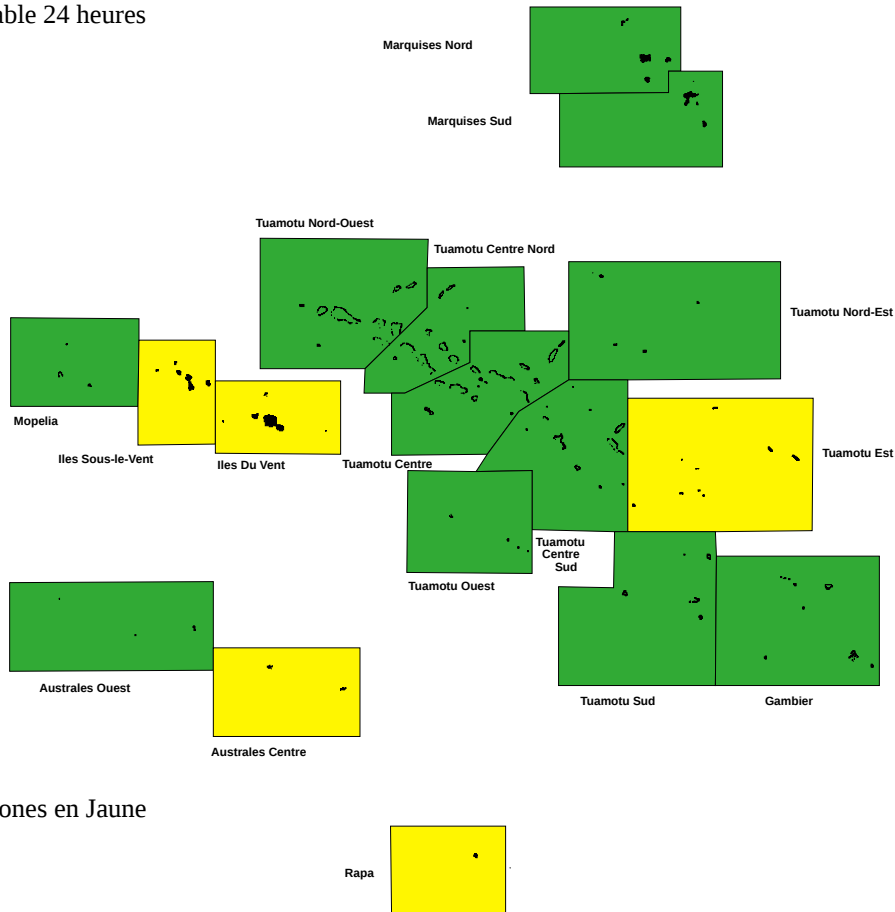 able 24 heures
Marquises Nord
Marquises Sud
Tuamotu Nord-Ouest
Tuamotu Centre Nord
Tuamotu Nord-Est
Mopelia
Iles Sous-le-Vent
Iles Du Vent
Tuamotu Centre
Tuamotu Est
Tuamotu
Centre
Sud
Tuamotu Ouest
Australes Ouest
Tuamotu Sud
Gambier
Australes Centre
ones en Jaune
Rapa